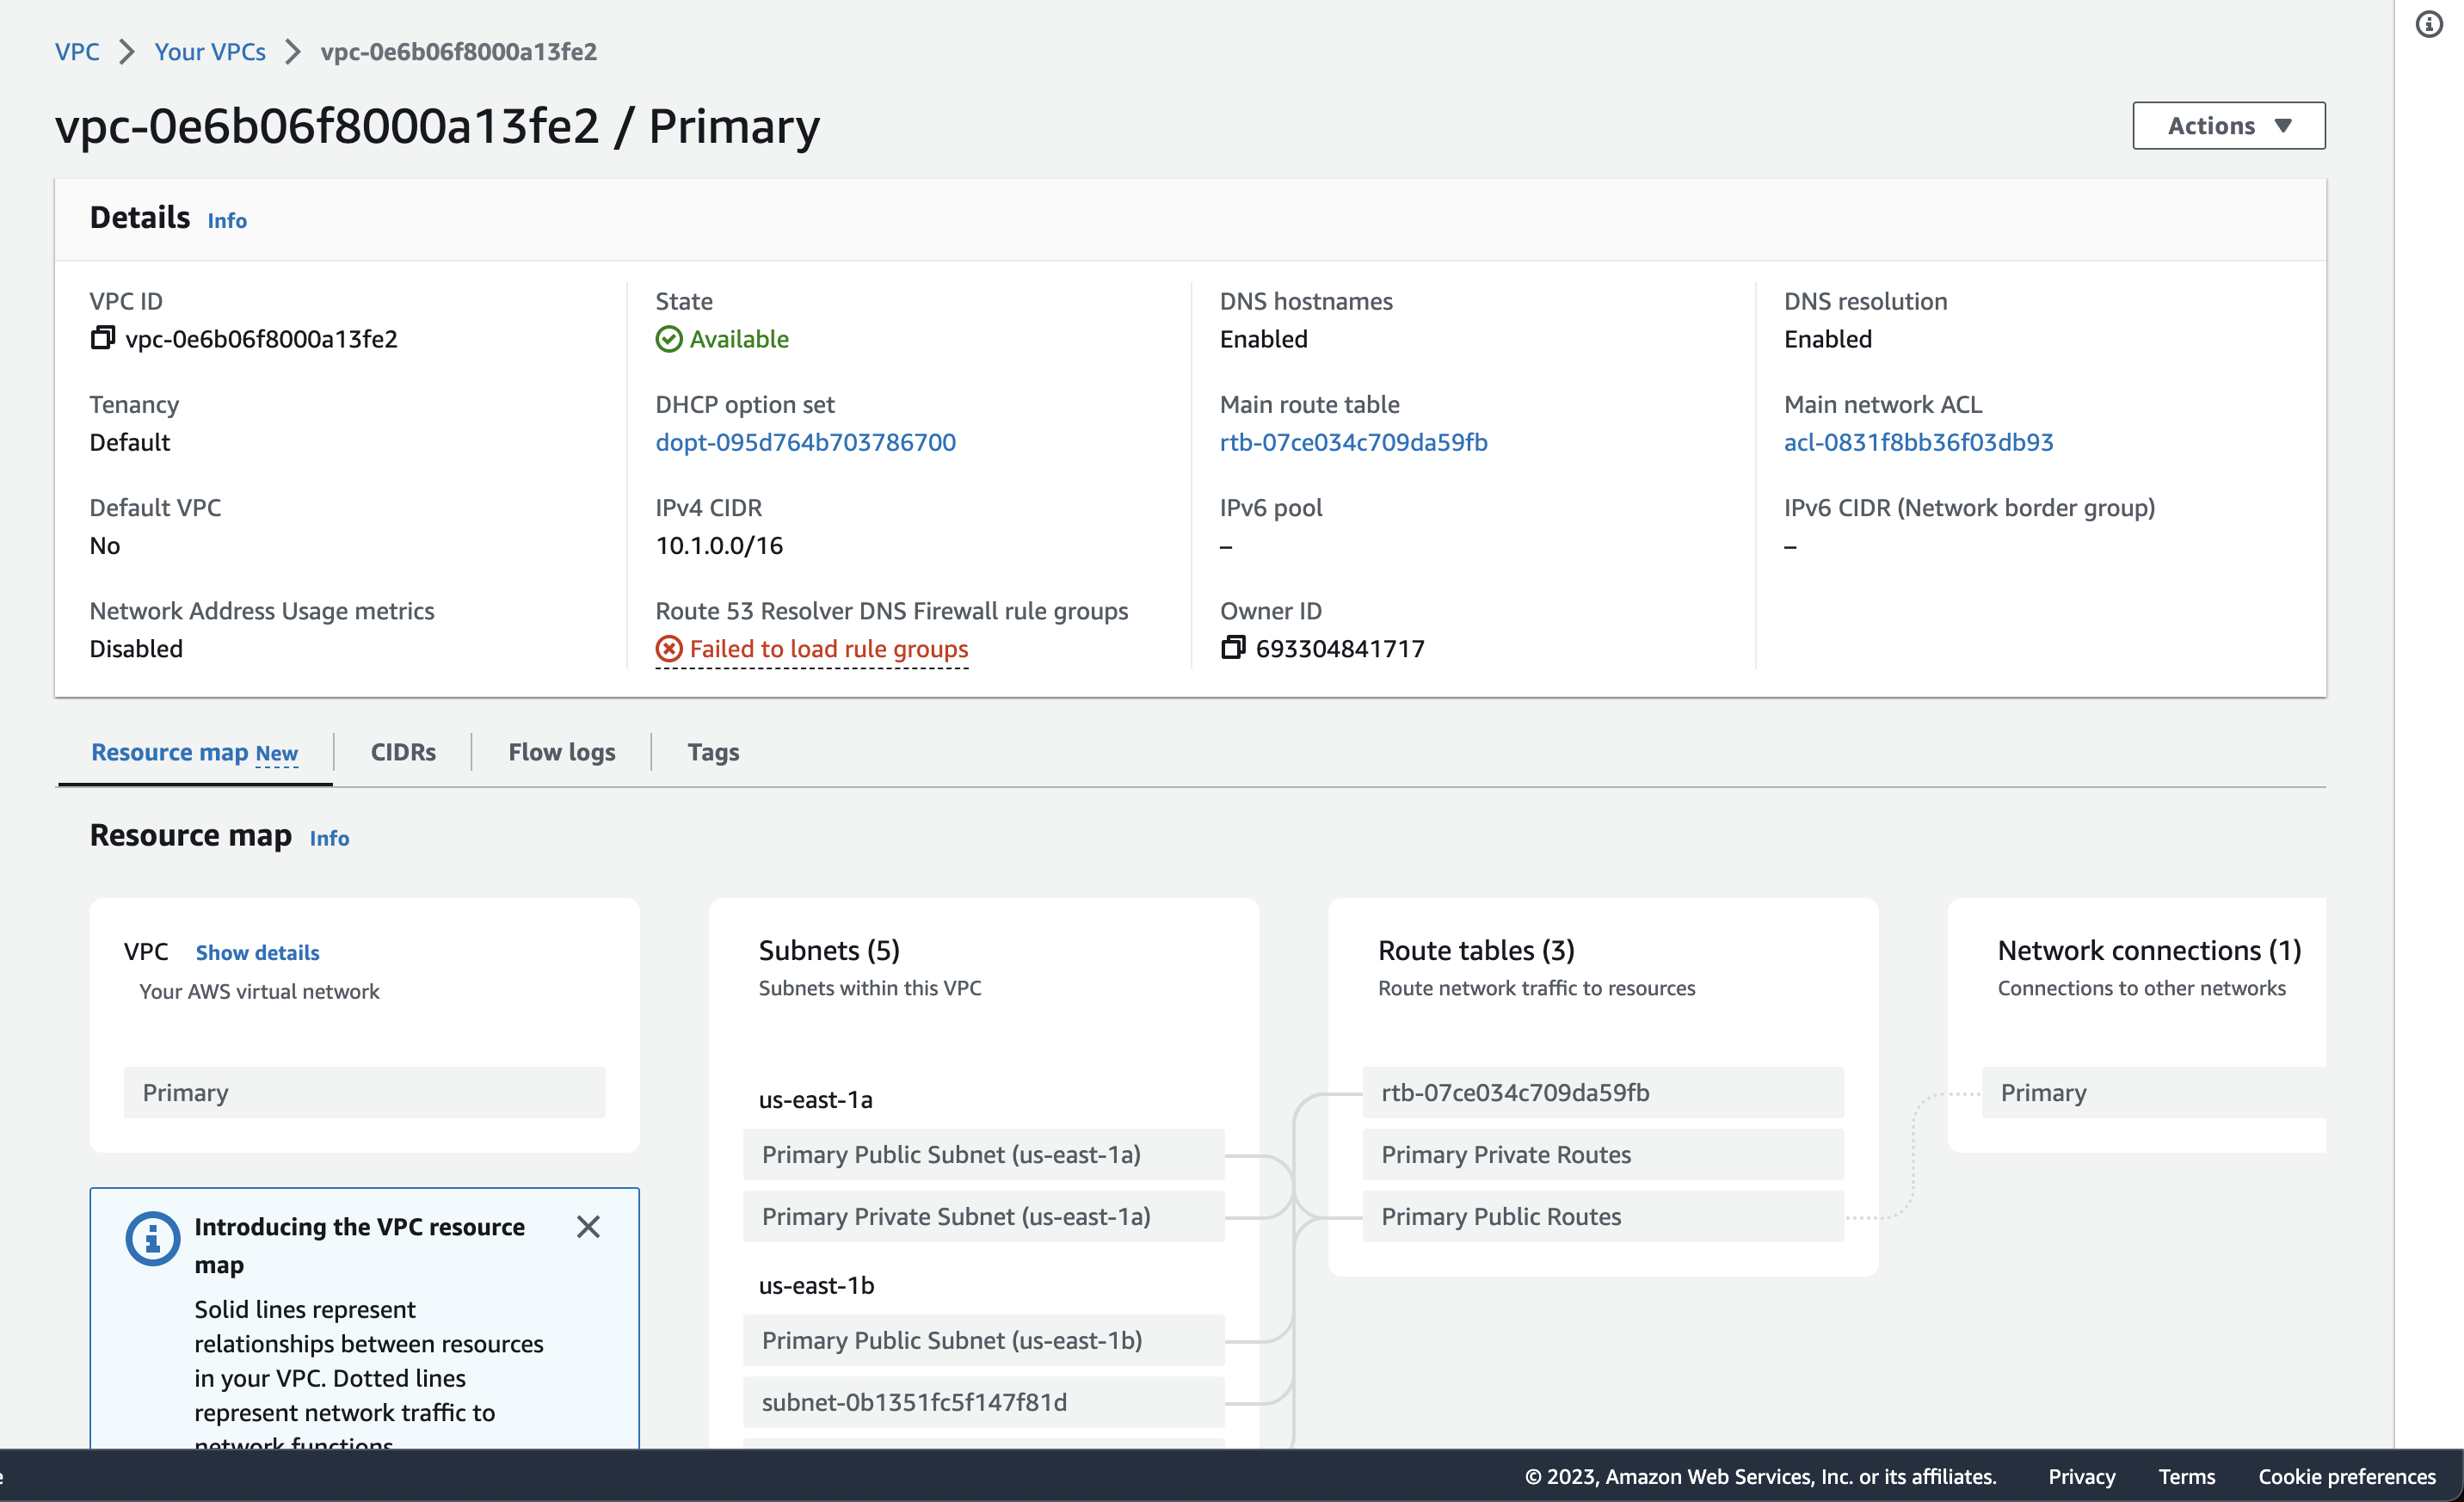 VPC > Your VPCs > vpc-0e6b06f8000a13fe2
vpc-0e6b06f8000a13fe2 / Primary
Actions
Details Info
VPC ID
vpc-0e6b06f8000a13fe2
State
Available
DNS hostnames
Enabled
DNS resolution
Enabled
Tenancy
Default
DHCP option set
dopt-095d764b703786700
Main route table
rtb-07ce034c709da59fb
Main network ACL
acl-0831f8bb36f03db93
Default VPC
No
IPv4 CIDR
10.1.0.0/16
IPv6 pool
–
IPv6 CIDR (Network border group)
–
Network Address Usage metrics
Disabled
Route 53 Resolver DNS Firewall rule groups
Failed to load rule groups
Owner ID
693304841717
Resource map New
CIDRs
Flow logs
Tags
Resource map Info
VPC Show details
Your AWS virtual network
Primary
Introducing the VPC resource
map
Solid lines represent
relationships between resources
in your VPC. Dotted lines
represent network traffic to
network functions.
Subnets (5)
Subnets within this VPC
us-east-1a
Primary Public Subnet (us-east-1a)
Primary Private Subnet (us-east-1a)
us-east-1b
Primary Public Subnet (us-east-1b)
subnet-0b1351fc5f147f81d
Route tables (3)
Route network traffic to resources
rtb-07ce034c709da59fb
Primary Private Routes
Primary Public Routes
Network connections (1)
Connections to other networks
Primary
© 2023, Amazon Web Services, Inc. or its affiliates.
Privacy
Terms
Cookie preferences